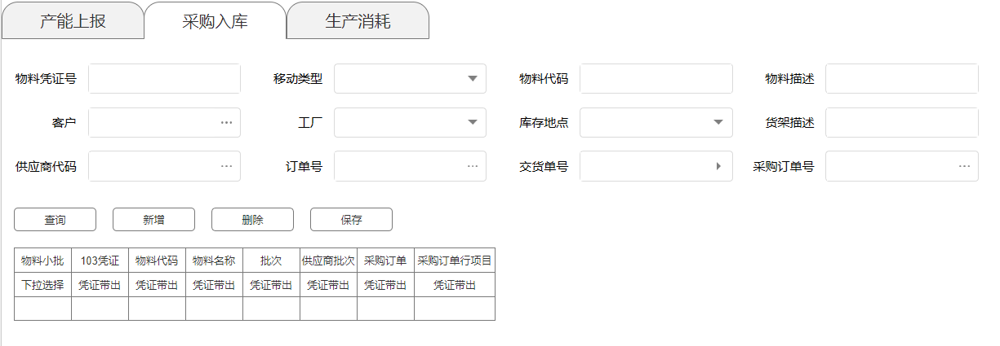 产能上报 采购入库 生产消耗
物料凭证号 移动类型 物料代码 物料描述
客户 ... 工厂 库存地点 货架描述
供应商代码 ... 订单号 ... 交货单号 采购订单号 ...
查询 新增 删除 保存
物料小批 103凭证 物料代码 物料名称 批次 供应商批次 采购订单 采购订单行项目
下拉选择 凭证带出 凭证带出 凭证带出 凭证带出 凭证带出 凭证带出 凭证带出